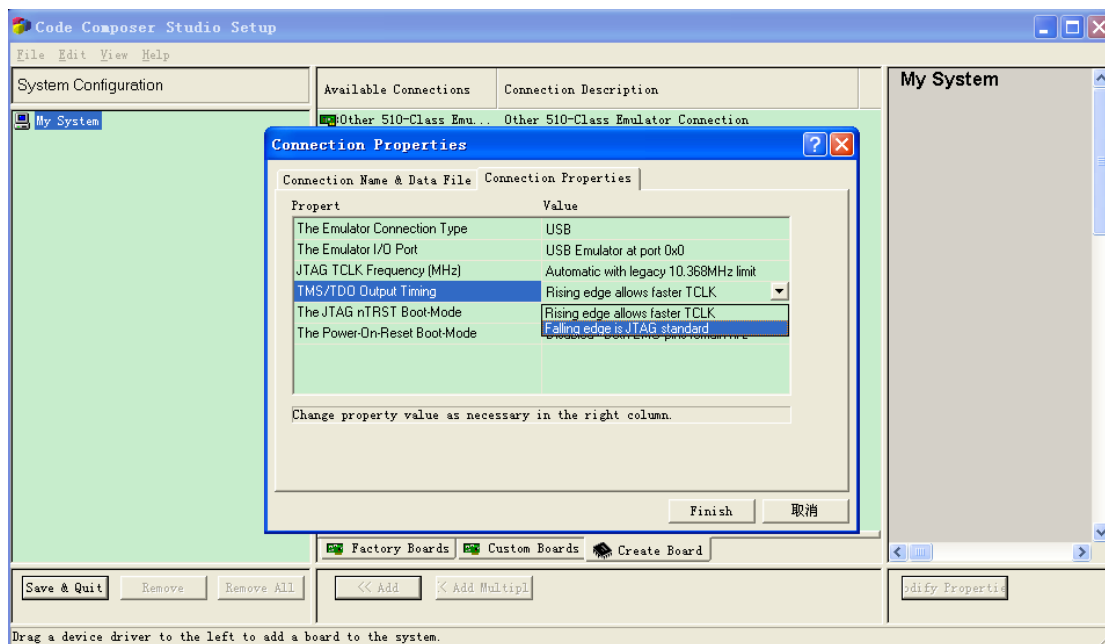 Code Composer Studio Setup
File Edit View Help
System Configuration
Available Connections
Connection Description
My System
My System
Other 510-Class Emu... Other 510-Class Emulator Connection
Connection Properties
Connection Name & Data File
Connection Properties
Propert
Value
The Emulator Connection Type
USB
The Emulator I/O Port
USB Emulator at port 0x0
JTAG TCLK Frequency (MHz)
Automatic with legacy 10.368MHz limit
TMS/TDO Output Timing
Rising edge allows faster TCLK
The JTAG nTRST Boot-Mode
Rising edge allows faster TCLK
Falling edge is JTAG standard
The Power-On-Reset Boot-Mode
Change property value as necessary in the right column.
Finish
取消
Factory Boards
Custom Boards
Create Board
Save & Quit
Remove
Remove All
<< Add
< Add Multipl
odify Propertie
Drag a device driver to the left to add a board to the system.